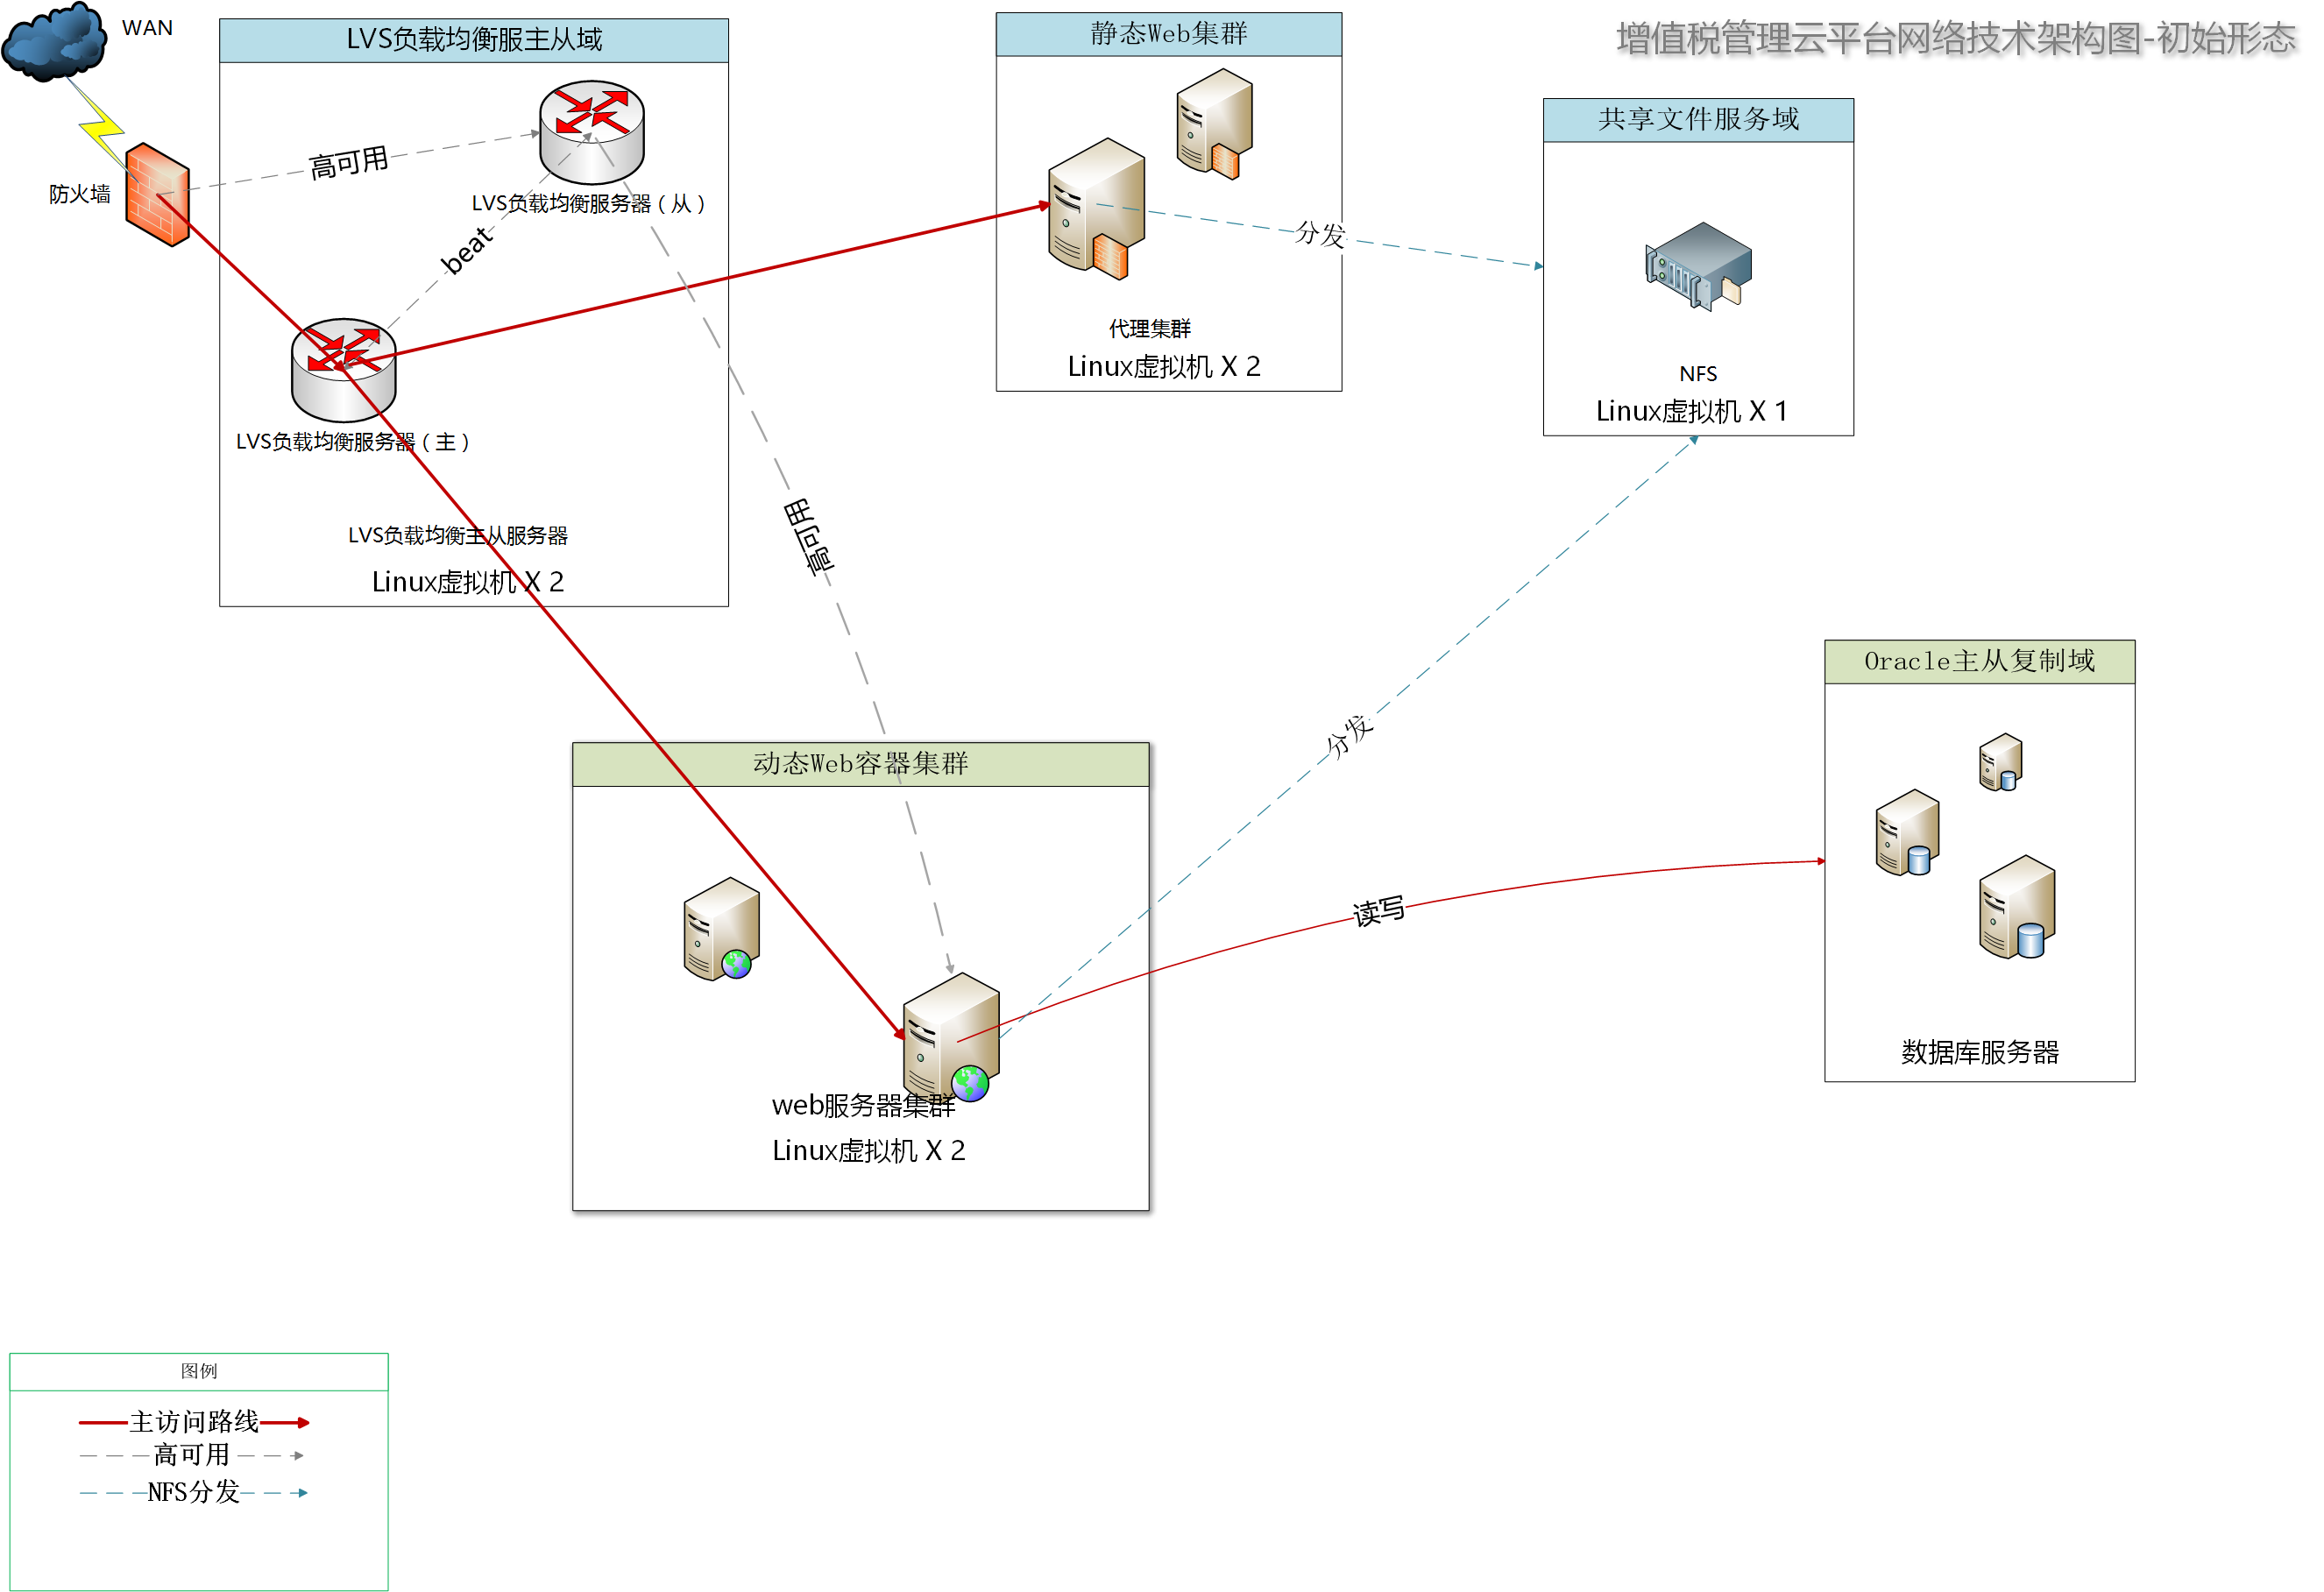 WAN
防火墙
LVS负载均衡服主从域
高可用
LVS负载均衡服务器（从）
beat
LVS负载均衡服务器（主）
LVS负载均衡主从服务器
Linux虚拟机 X 2
静态Web集群
代理集群
Linux虚拟机 X 2
分发
增值税管理云平台网络技术架构图-初始形态
共享文件服务域
NFS
Linux虚拟机 X 1
高可用
分发
动态Web容器集群
web服务器集群
Linux虚拟机 X 2
读写
Oracle主从复制域
数据库服务器
图例
主访问路线
高可用
NFS分发